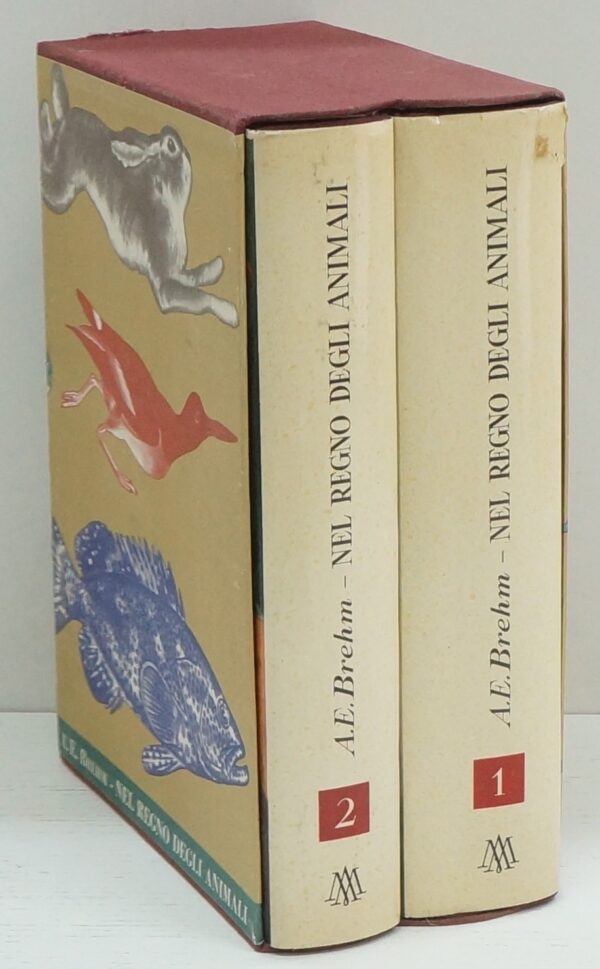 A.E. Brehm – NEL REGNO DEGLI ANIMALI
2
A.E. Brehm – NEL REGNO DEGLI ANIMALI
1
BREHM – NEL REGNO DEGLI ANIMALI